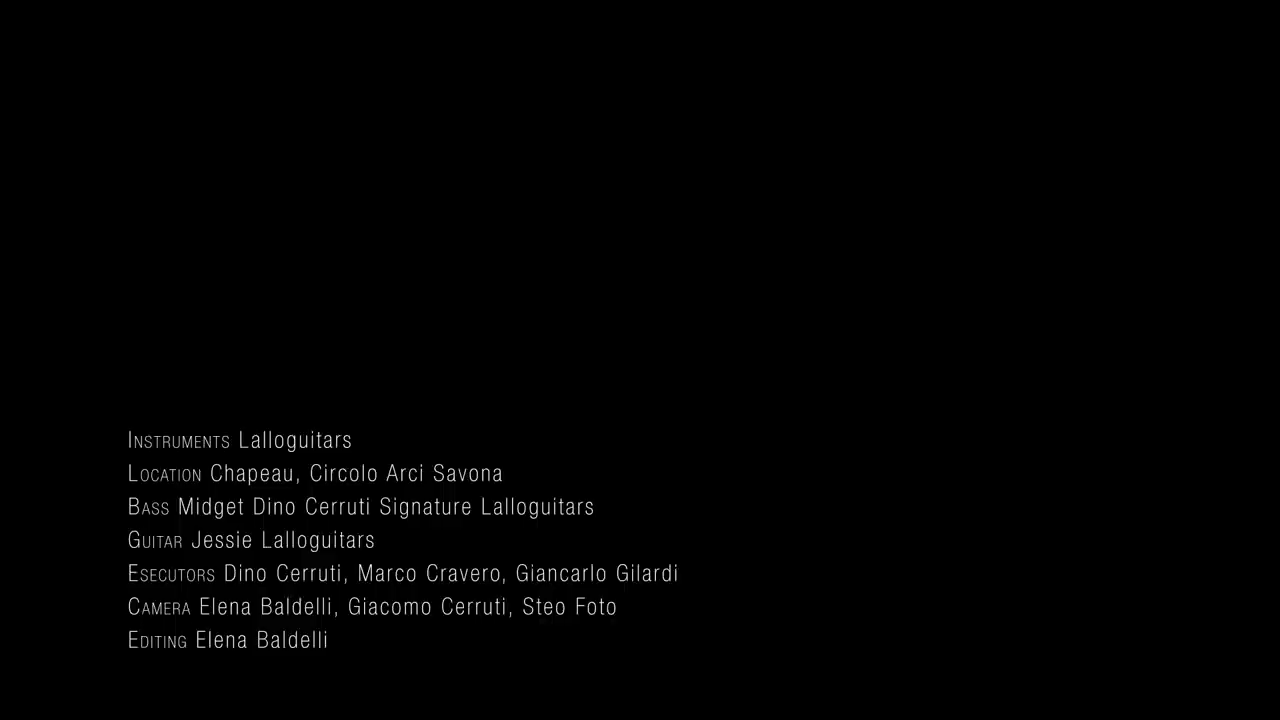 Instruments Lalloguitars
Location Chapeau, Circolo Arci Savona
Bass Midget Dino Cerruti Signature Lalloguitars
Guitar Jessie Lalloguitars
Esecutors Dino Cerruti, Marco Cravero, Giancarlo Gilardi
Camera Elena Baldelli, Giacomo Cerruti, Steo Foto
Editing Elena Baldelli